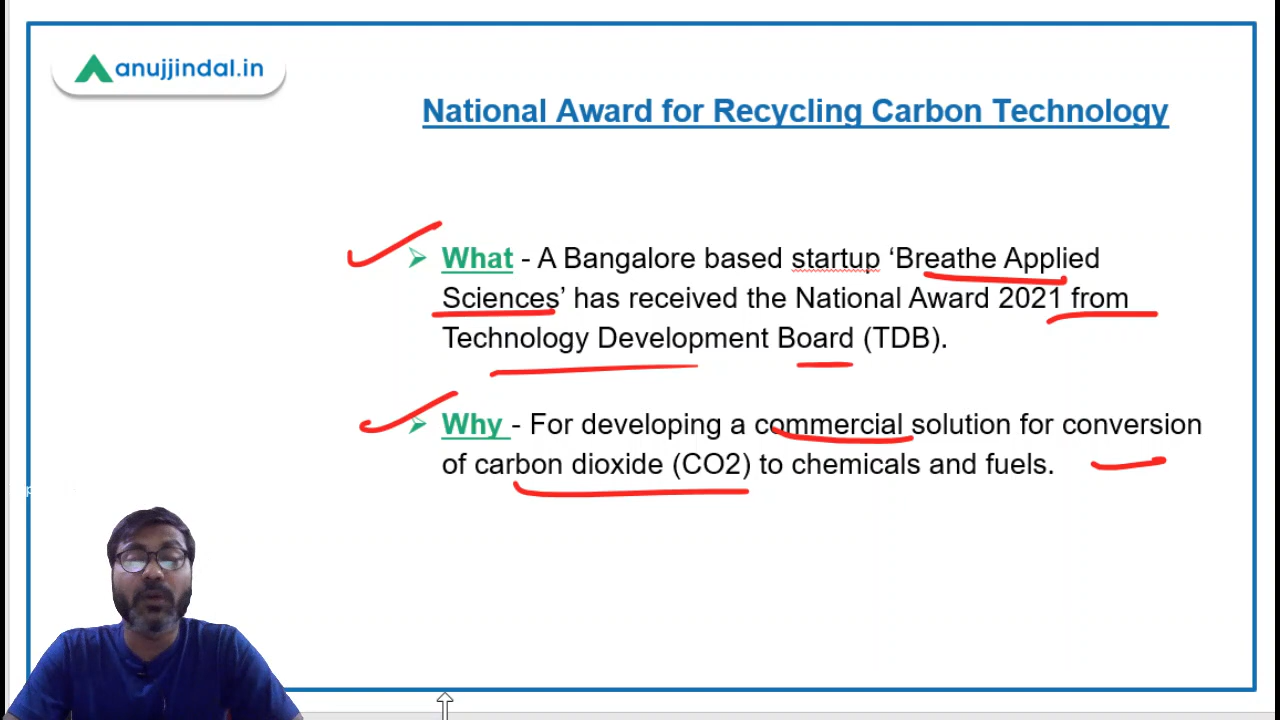 anujjindal.in
National Award for Recycling Carbon Technology
What - A Bangalore based startup ‘Breathe Applied
Sciences’ has received the National Award 2021 from
Technology Development Board (TDB).
Why - For developing a commercial solution for conversion
of carbon dioxide (CO2) to chemicals and fuels.